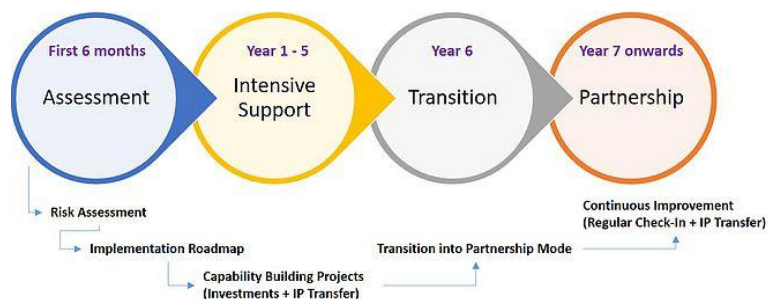 First 6 months
Assessment
Year 1 - 5
Intensive
Support
Year 6
Transition
Year 7 onwards
Partnership
Risk Assessment
Implementation Roadmap
Capability Building Projects
(Investments + IP Transfer)
Transition into Partnership Mode
Continuous Improvement
(Regular Check-In + IP Transfer)